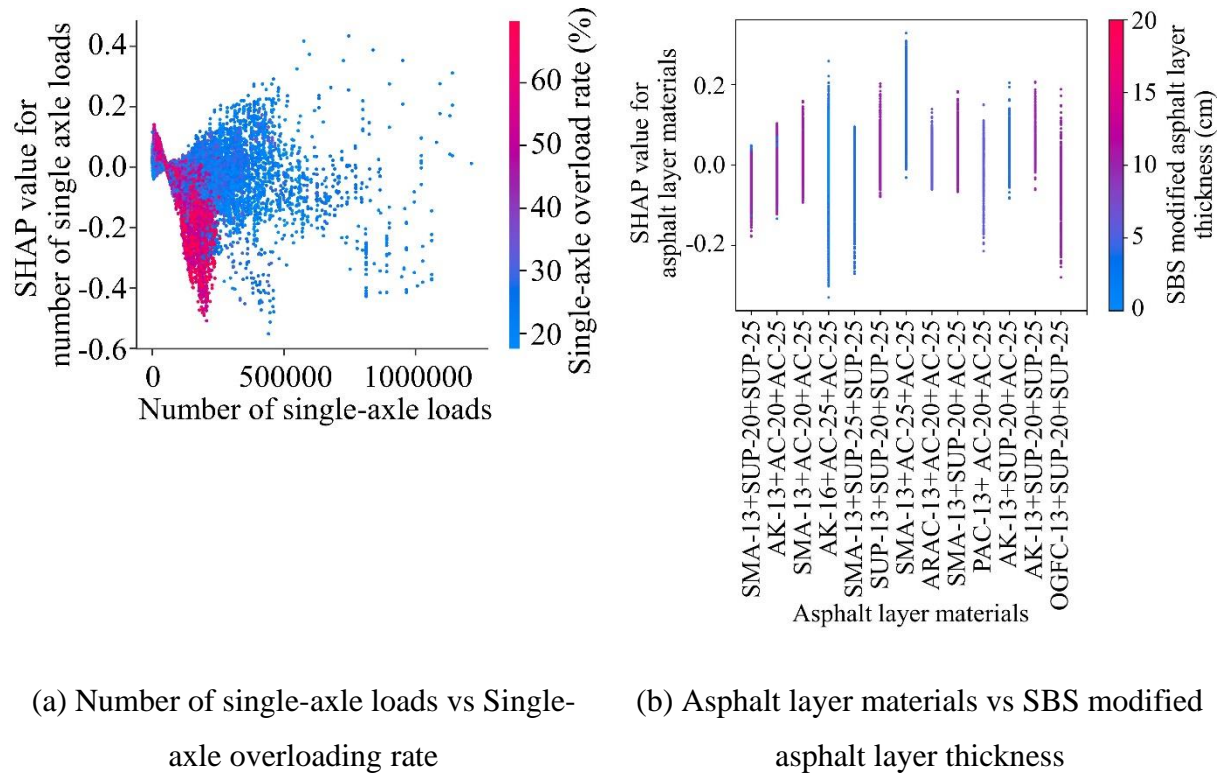 SHAP value for
number of single axle loads
0.4
0.2
0.0
-0.2
-0.4
-0.6
0
500000
1000000
Number of single-axle loads
60
50
40
30
20
Single-axle overload rate (%)
SHAP value for
asphalt layer materials
0.2
0.0
-0.2
SMA-13+SUP-20+SUP-25
AK-13+AC-20+AC-25
SMA-13+AC-20+AC-25
AK-16+AC-25+AC-25
SMA-13+SUP-25+SUP-25
SUP-13+SUP-20+SUP-25
SMA-13+AC-25+AC-25
ARAC-13+AC-20+AC-25
SMA-13+SUP-20+AC-25
PAC-13+ AC-20+AC-25
AK-13+SUP-20+AC-25
AK-13+SUP-20+SUP-25
OGFC-13+SUP-20+SUP-25
Asphalt layer materials
20
15
10
5
0
SBS modified asphalt layer
thickness (cm)
(a) Number of single-axle loads vs Single-
axle overloading rate
(b) Asphalt layer materials vs SBS modified
asphalt layer thickness